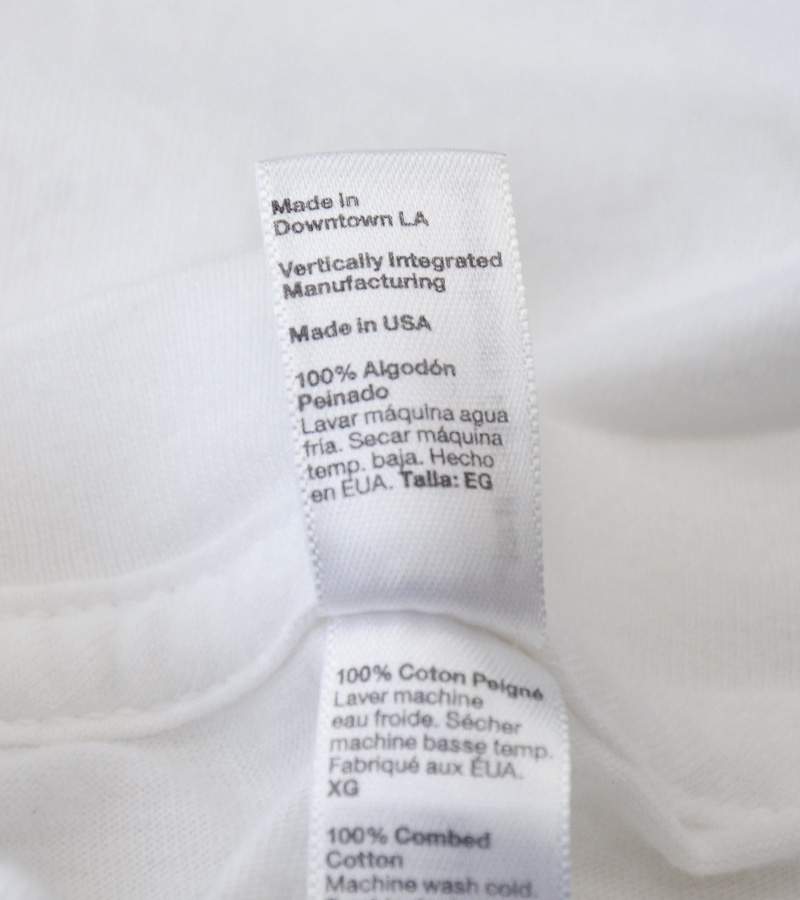 Made in
Downtown LA
Vertically Integrated
Manufacturing
Made in USA
100% Algodón
Peinado
Lavar máquina agua
fría. Secar máquina
temp. baja. Hecho
en EUA. Talla: EG
100% Coton Peigné
Laver machine
eau froide. Sécher
machine basse temp.
Fabriqué aux ÉUA.
XG
100% Combed
Cotton
Machine wash cold.